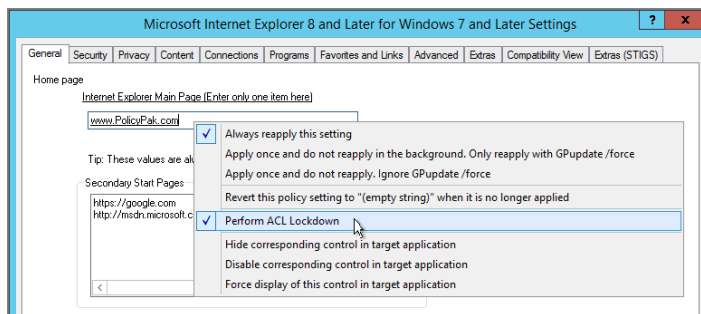 Microsoft Internet Explorer 8 and Later for Windows 7 and Later Settings
? x
General Security Privacy Content Connections Programs Favorites and Links Advanced Extras Compatibility View Extras (STIGS)
Home page
Internet Explorer Main Page (Enter only one item here)
www.PolicyPak.com
Always reapply this setting
Apply once and do not reapply in the background. Only reapply with GPupdate /force
Tip: These values are
Apply once and do not reapply. Ignore GPupdate /force
Secondary Start Pages
Revert this policy setting to "(empty string)" when it is no longer applied
https://google.com
http://msdn.microsoft.c
Perform ACL Lockdown
Hide corresponding control in target application
Disable corresponding control in target application
Force display of this control in target application